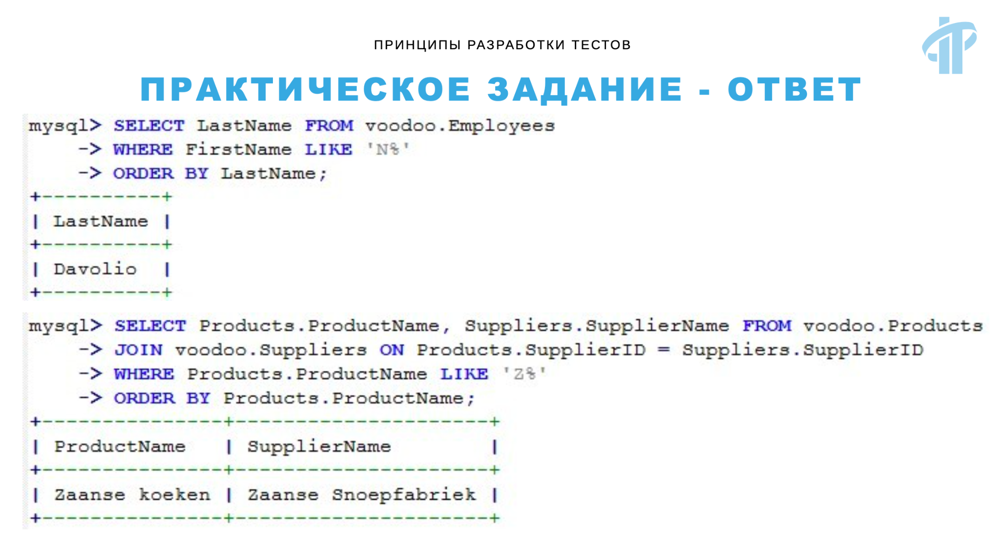 ПРИНЦИПЫ РАЗРАБОТКИ ТЕСТОВ
ПРАКТИЧЕСКОЕ ЗАДАНИЕ - ОТВЕТ
mysql> SELECT LastName FROM voodoo.Employees
    -> WHERE FirstName LIKE 'N%'
    -> ORDER BY LastName;
+----------+
| LastName |
+----------+
| Davolio  |
+----------+
mysql> SELECT Products.ProductName, Suppliers.SupplierName FROM voodoo.Products
    -> JOIN voodoo.Suppliers ON Products.SupplierID = Suppliers.SupplierID
    -> WHERE Products.ProductName LIKE 'Z%'
    -> ORDER BY Products.ProductName;
+---------------+---------------------+
| ProductName   | SupplierName        |
+---------------+---------------------+
| Zaanse koeken | Zaanse Snoepfabriek |
+---------------+---------------------+